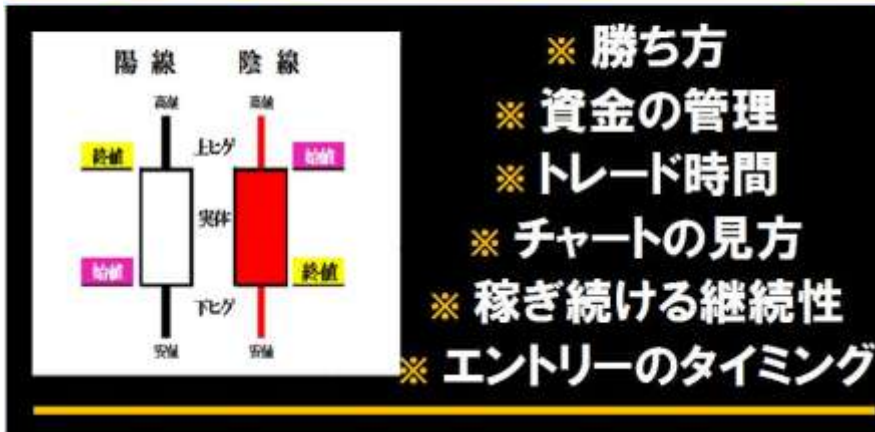 陽線 陰線
高値 高値
上ヒゲ
終値 始値
実体
始値 終値
下ヒゲ
安値 安値
※ 勝ち方
※ 資金の管理
※ トレード時間
※ チャートの見方
※ 稼ぎ続ける継続性
※ エントリーのタイミング